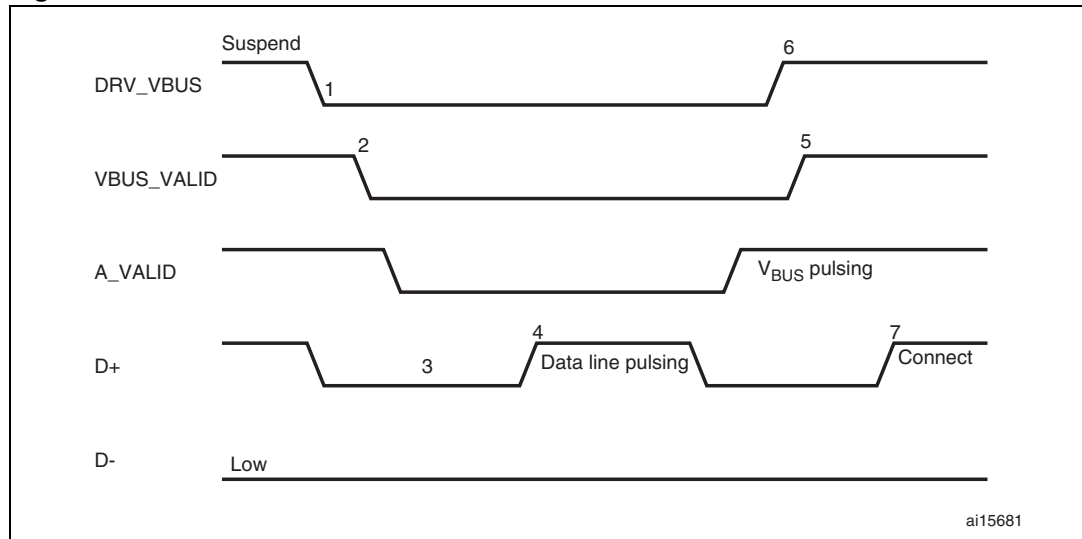 Suspend
6
DRV_VBUS
1
2
5
VBUS_VALID
A_VALID
VBUS pulsing
4
7
D+
3
Data line pulsing
Connect
D-
Low
ai15681